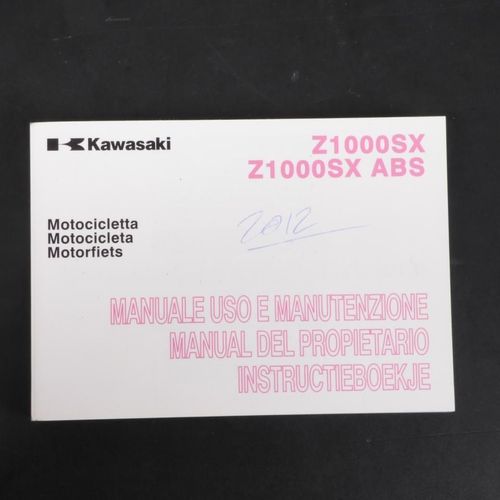 Kawasaki
Z1000SX
Z1000SX ABS
Motocicletta
Motocicleta
Motorfiets
2012
MANUALE USO E MANUTENZIONE
MANUAL DEL PROPIETARIO
INSTRUCTIEBOEKJE